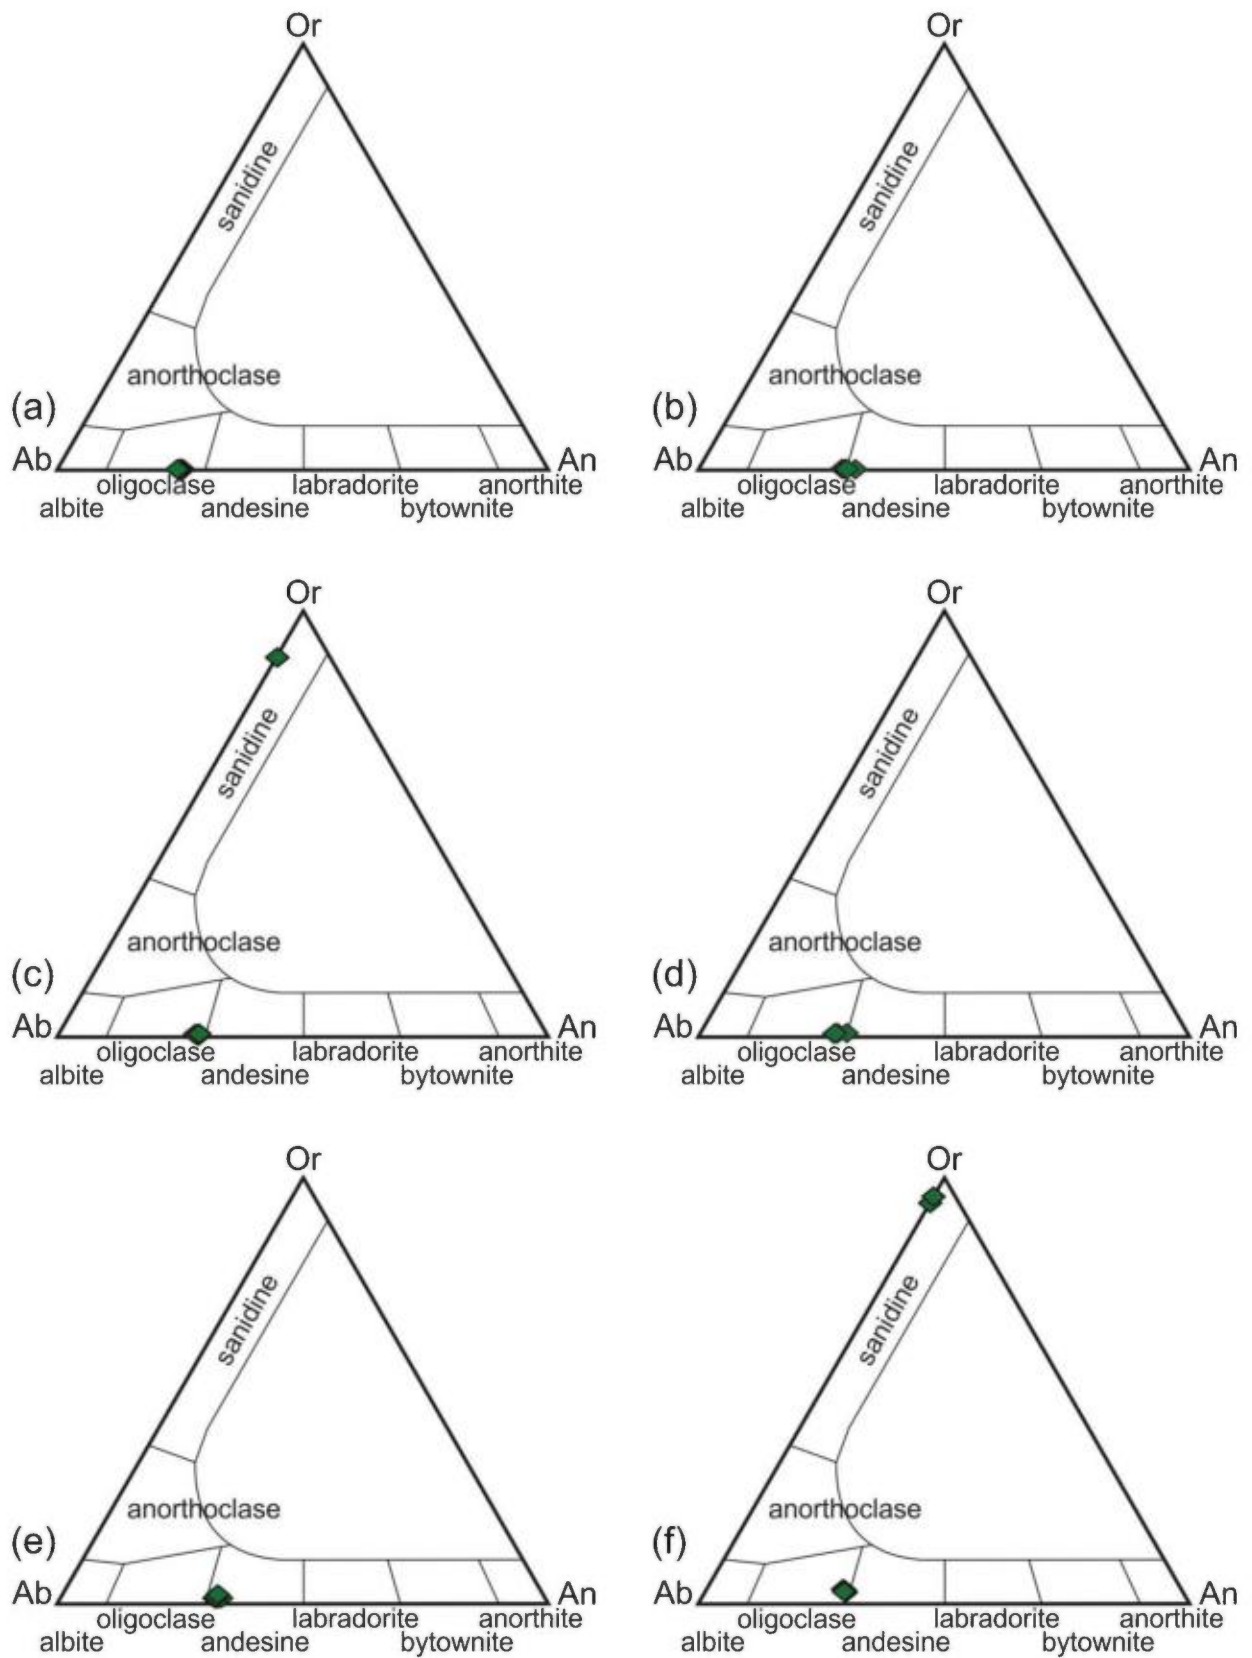 Or
Or
sanidine
sanidine
anorthoclase
anorthoclase
(a)
(b)
Ab
An
Ab
An
oligoclase
labradorite
anorthite
oligoclase
labradorite
anorthite
albite
andesine
bytownite
albite
andesine
bytownite
Or
Or
sanidine
sanidine
anorthoclase
anorthoclase
(c)
(d)
Ab
An
Ab
An
oligoclase
labradorite
anorthite
oligoclase
labradorite
anorthite
albite
andesine
bytownite
albite
andesine
bytownite
Or
Or
sanidine
sanidine
anorthoclase
anorthoclase
(e)
(f)
Ab
An
Ab
An
oligoclase
labradorite
anorthite
oligoclase
labradorite
anorthite
albite
andesine
bytownite
albite
andesine
bytownite